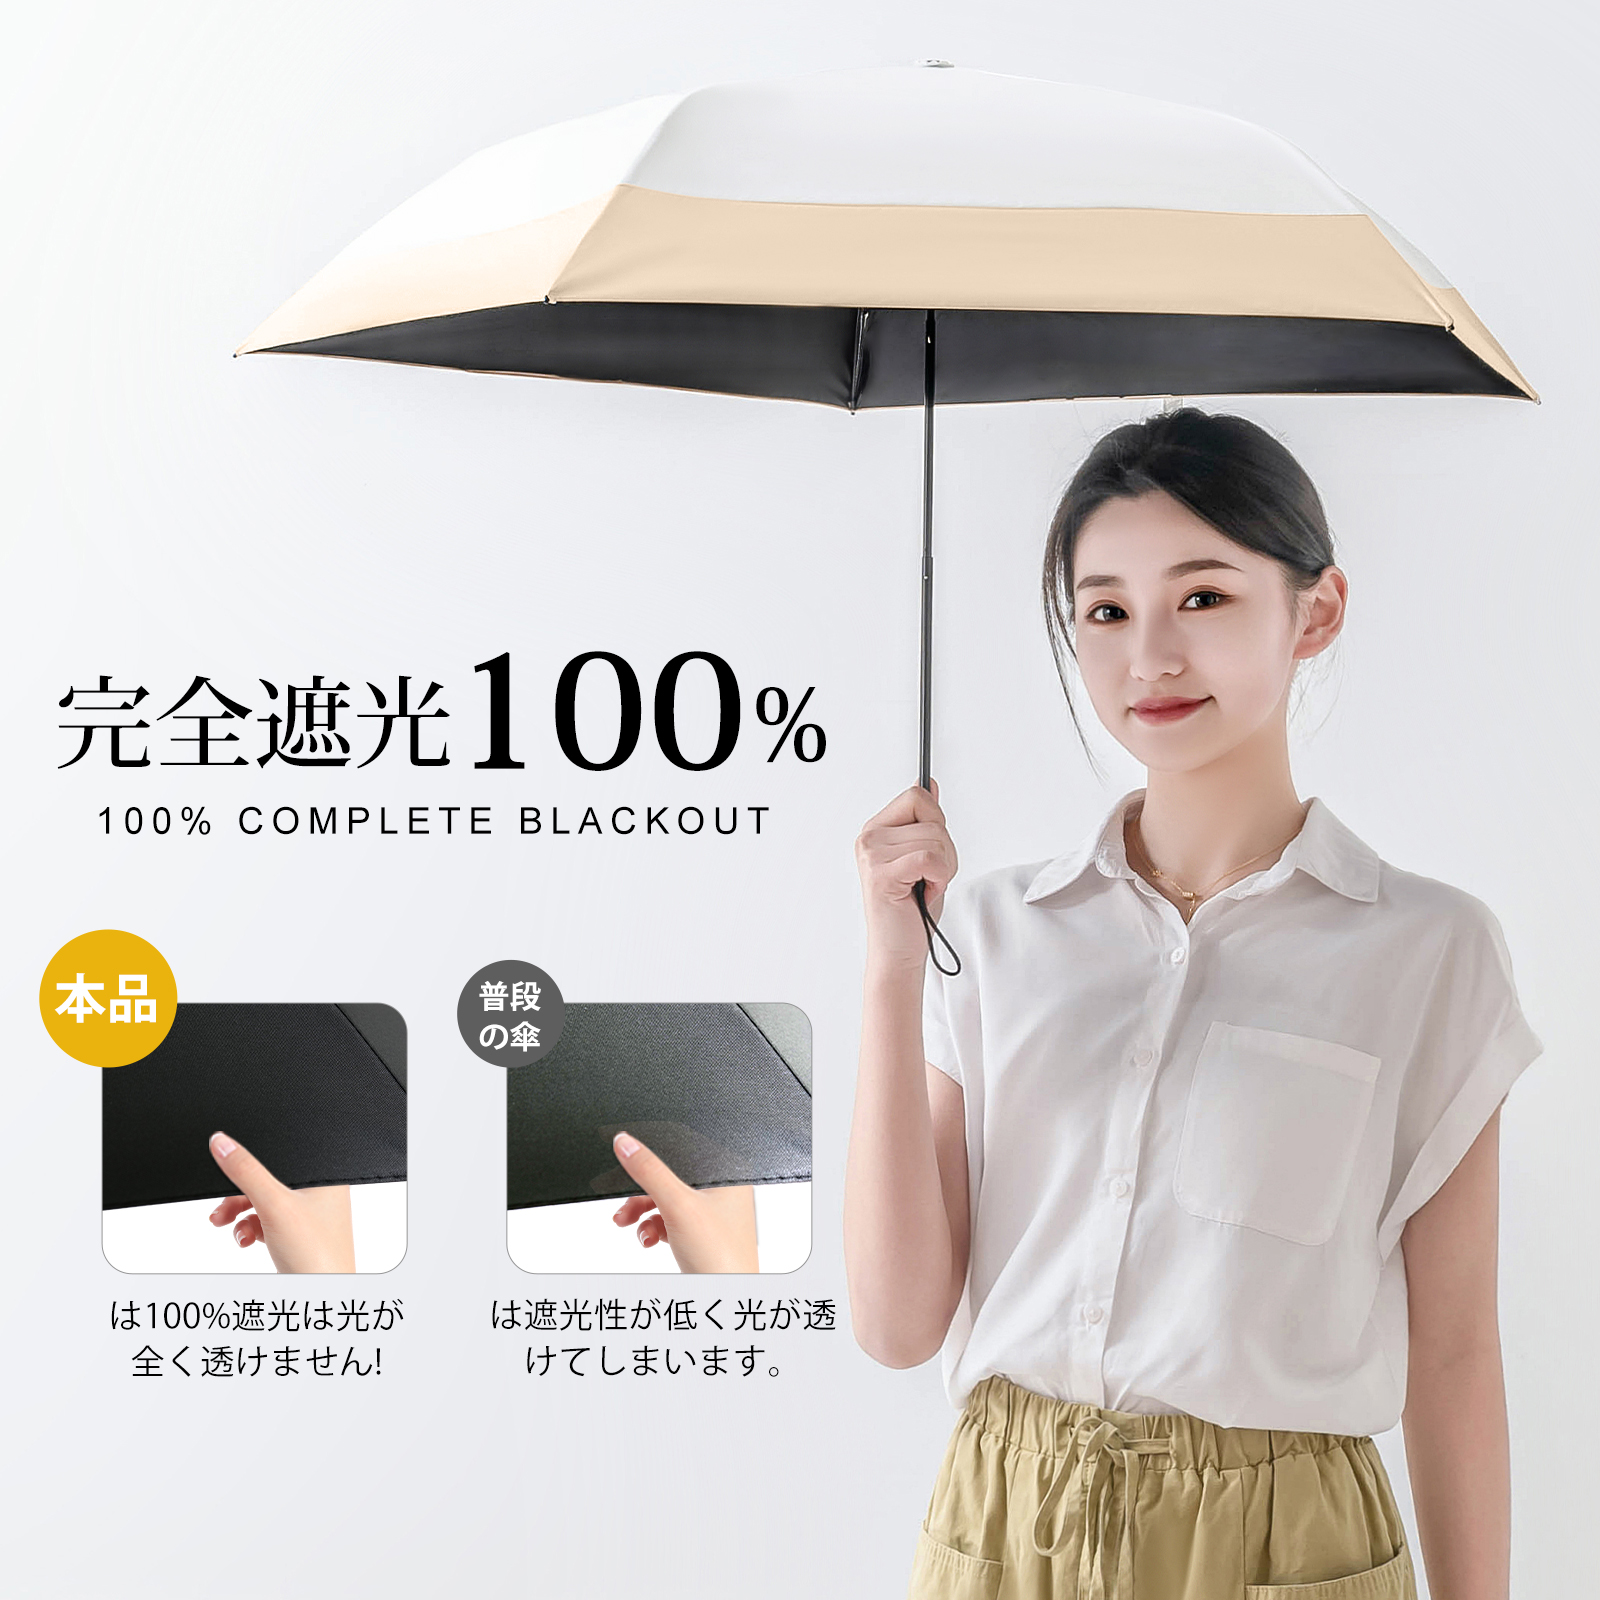 完全遮光100%
100% COMPLETE BLACKOUT
本品
は100%遮光は光が
全く透けません!
普段
の傘
は遮光性が低く光が透
けてしまいます。